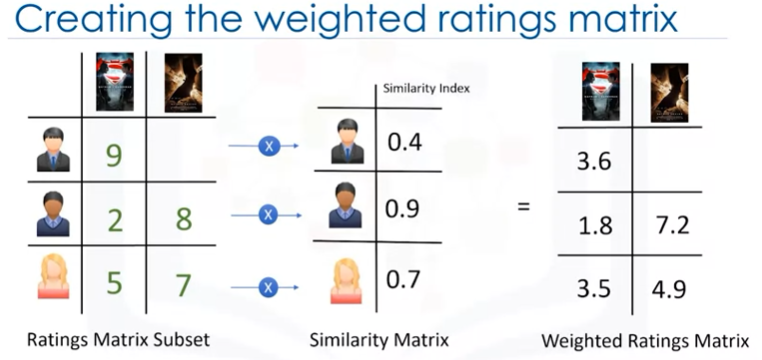 Creating the weighted ratings matrix
Similarity Index
9
X
0.4
3.6
2 8
X
0.9
=
1.8 7.2
5 7
X
0.7
3.5 4.9
Ratings Matrix Subset
Similarity Matrix
Weighted Ratings Matrix